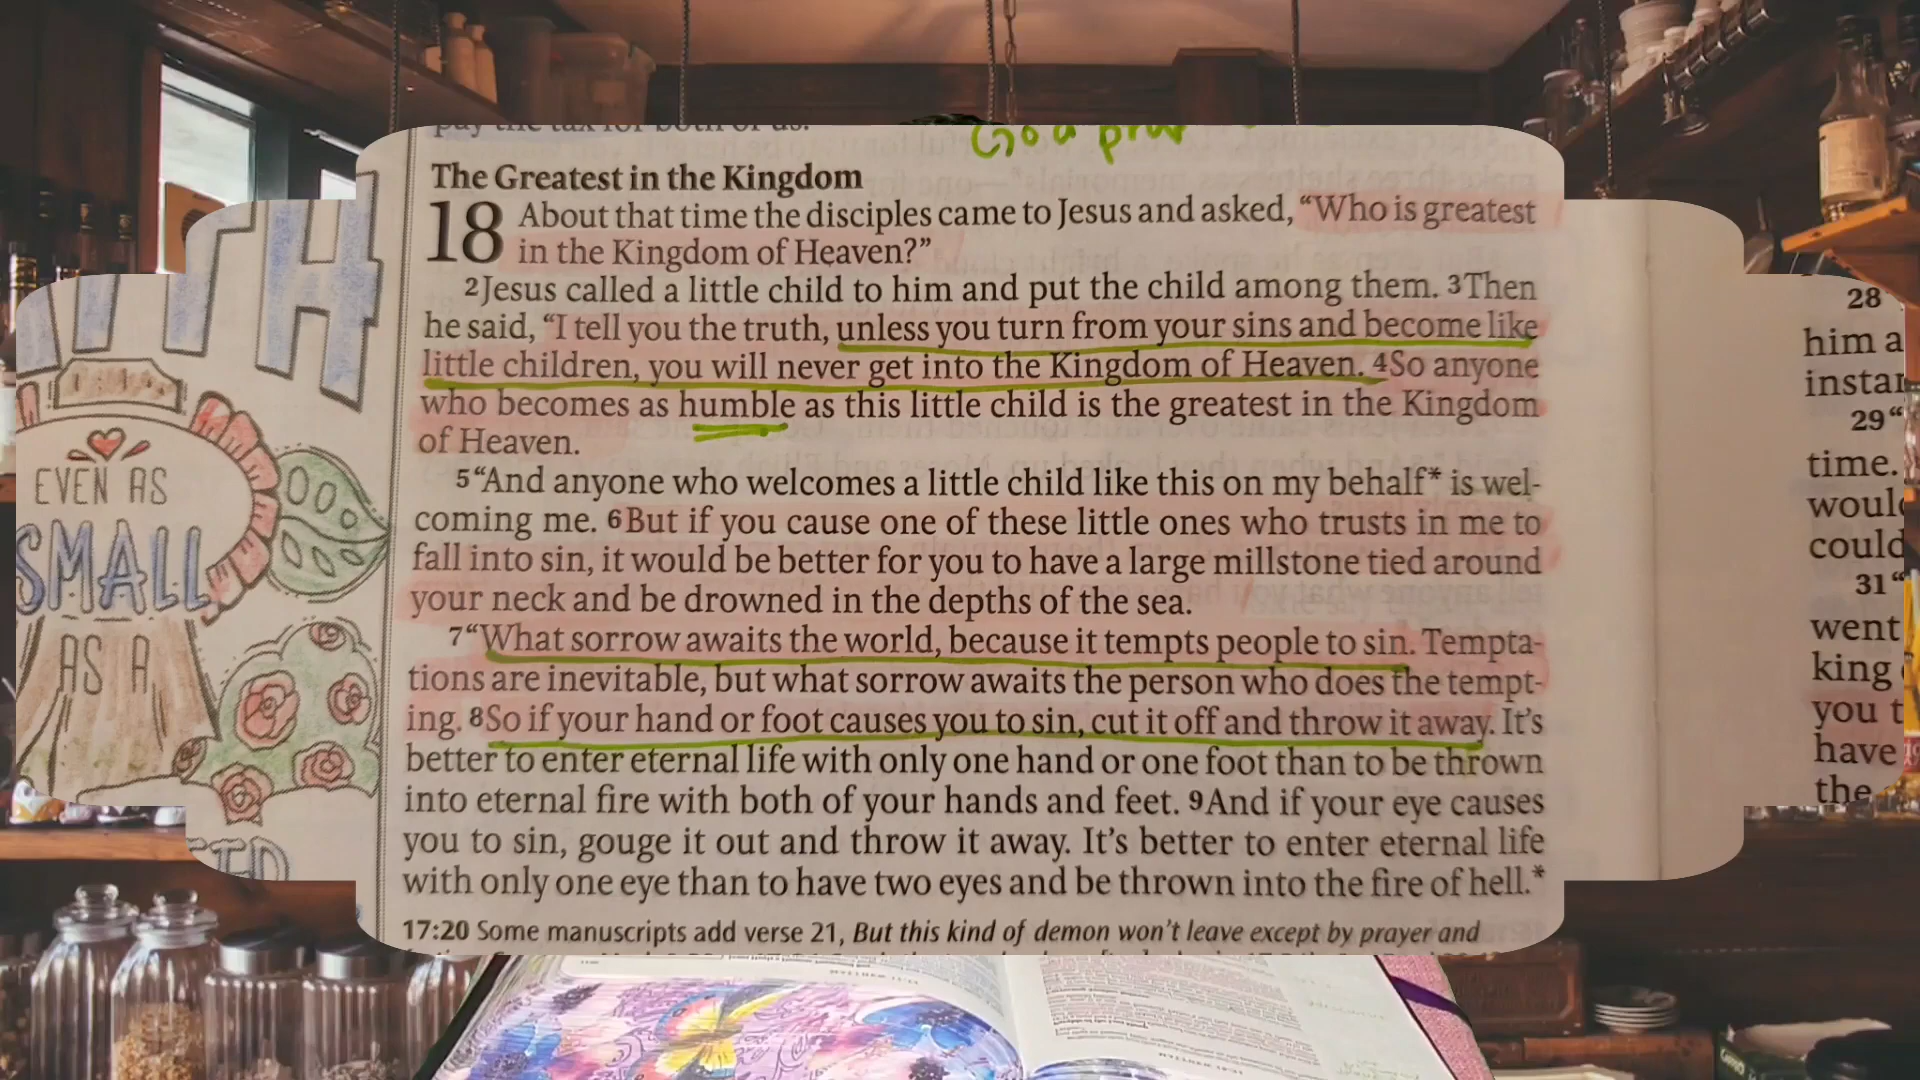 pay the tax for both of us.
God
The Greatest in the Kingdom
18 About that time the disciples came to Jesus and asked, “Who is greatest
in the Kingdom of Heaven?”
2Jesus called a little child to him and put the child among them. 3Then
he said, “I tell you the truth, unless you turn from your sins and become like
little children, you will never get into the Kingdom of Heaven. 4So anyone
who becomes as humble as this little child is the greatest in the Kingdom
of Heaven.
5“And anyone who welcomes a little child like this on my behalf* is wel-
coming me. 6But if you cause one of these little ones who trusts in me to
fall into sin, it would be better for you to have a large millstone tied around
your neck and be drowned in the depths of the sea.
7“What sorrow awaits the world, because it tempts people to sin. Tempta-
tions are inevitable, but what sorrow awaits the person who does the tempt-
ing. 8So if your hand or foot causes you to sin, cut it off and throw it away. It’s
better to enter eternal life with only one hand or one foot than to be thrown
into eternal fire with both of your hands and feet. 9And if your eye causes
you to sin, gouge it out and throw it away. It’s better to enter eternal life
with only one eye than to have two eyes and be thrown into the fire of hell.*
17:20 Some manuscripts add verse 21, But this kind of demon won’t leave except by prayer and
EVEN AS
SMALL
AS A
28
him a
instan
29“
time.
would
could
31“
went
king
you t
have
the